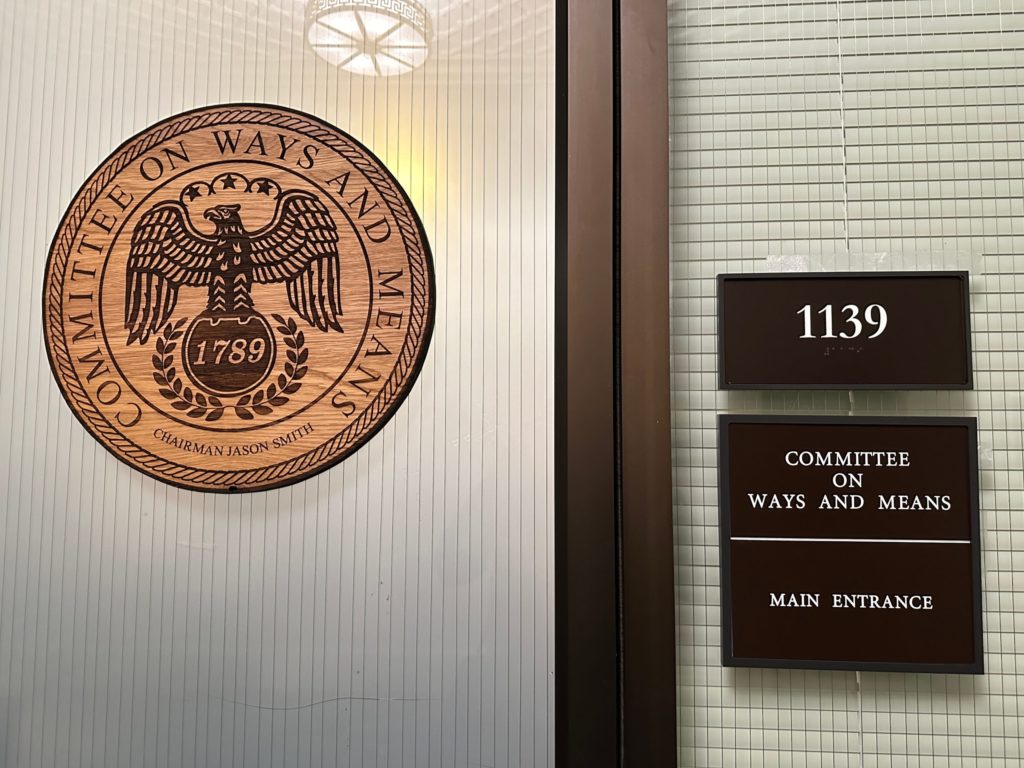 COMMITTEE ON WAYS AND MEANS
1789
CHAIRMAN JASON SMITH
1139
COMMITTEE
ON
WAYS AND MEANS
MAIN ENTRANCE